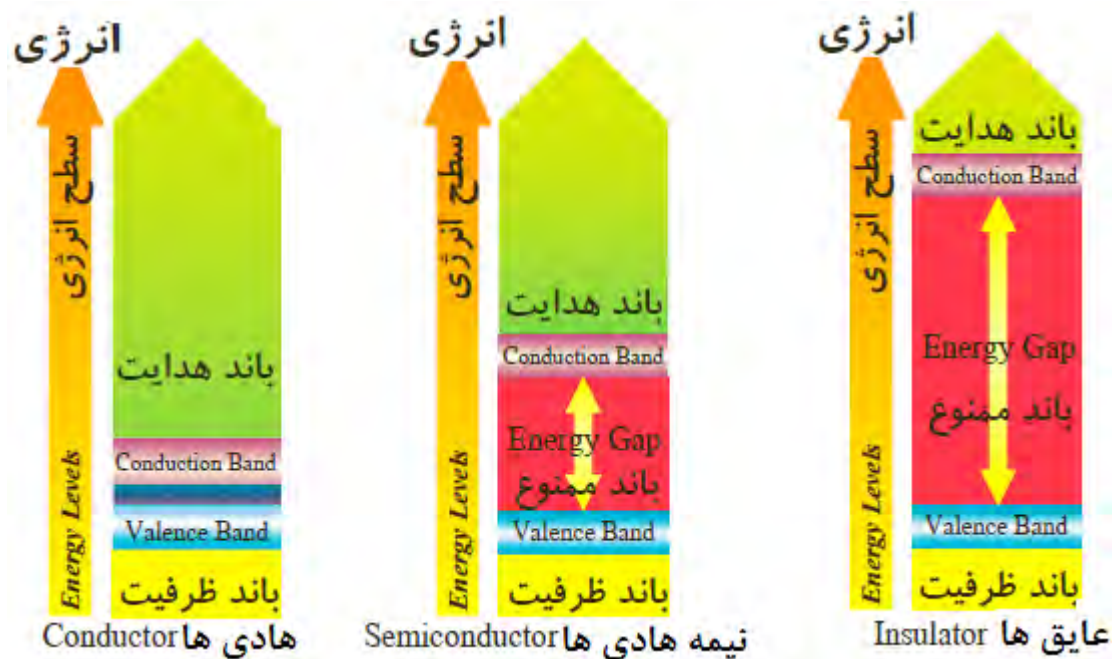 انرژی
سطح انرژی
Energy Levels
باند هدایت
Conduction Band
Valence Band
باند ظرفیت
Conductor هادی ها
انرژی
سطح انرژی
Energy Levels
باند هدایت
Conduction Band
Energy Gap
باند ممنوع
Valence Band
باند ظرفیت
Semiconductor نیمه هادی ها
انرژی
سطح انرژی
Energy Levels
باند هدایت
Conduction Band
Energy Gap
باند ممنوع
Valence Band
باند ظرفیت
Insulator عایق ها